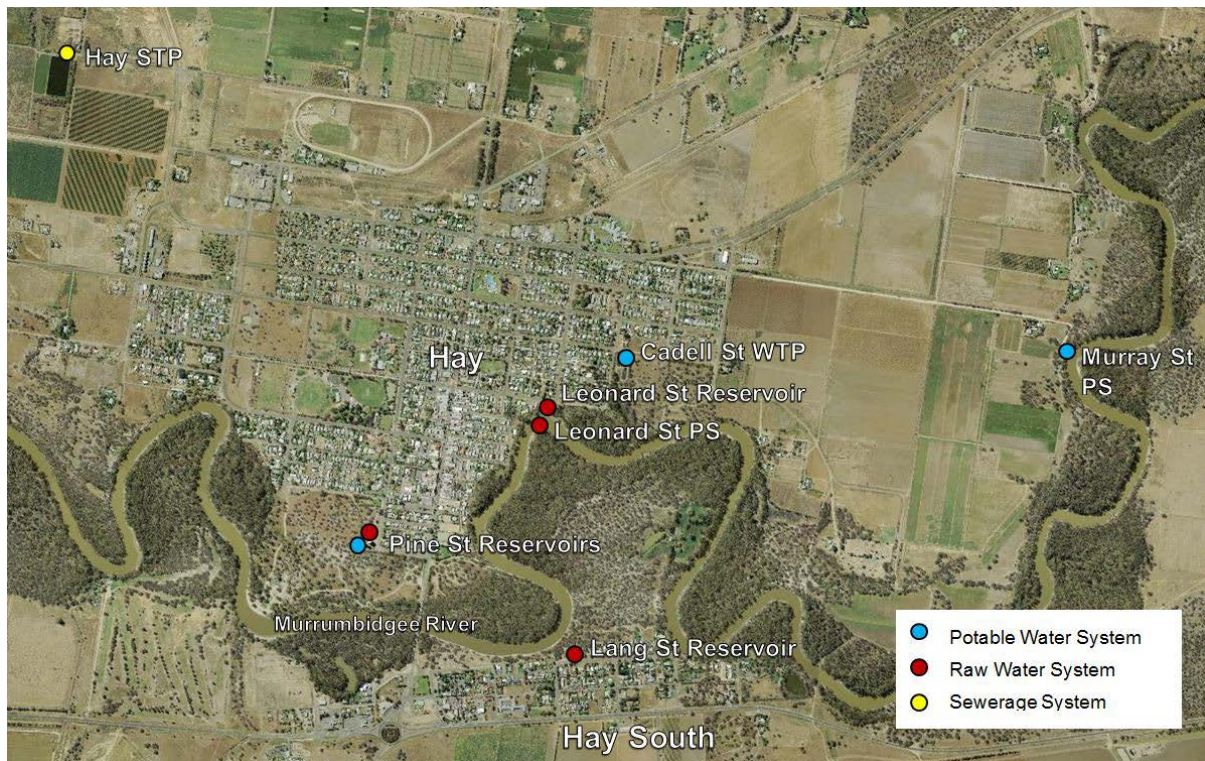 Hay STP
Hay
Cadell St WTP
Murray St
PS
Leonard St Reservoir
Leonard St PS
Pine St Reservoirs
Murrumbidgee River
Lang St Reservoir
Hay South
Potable Water System
Raw Water System
Sewerage System